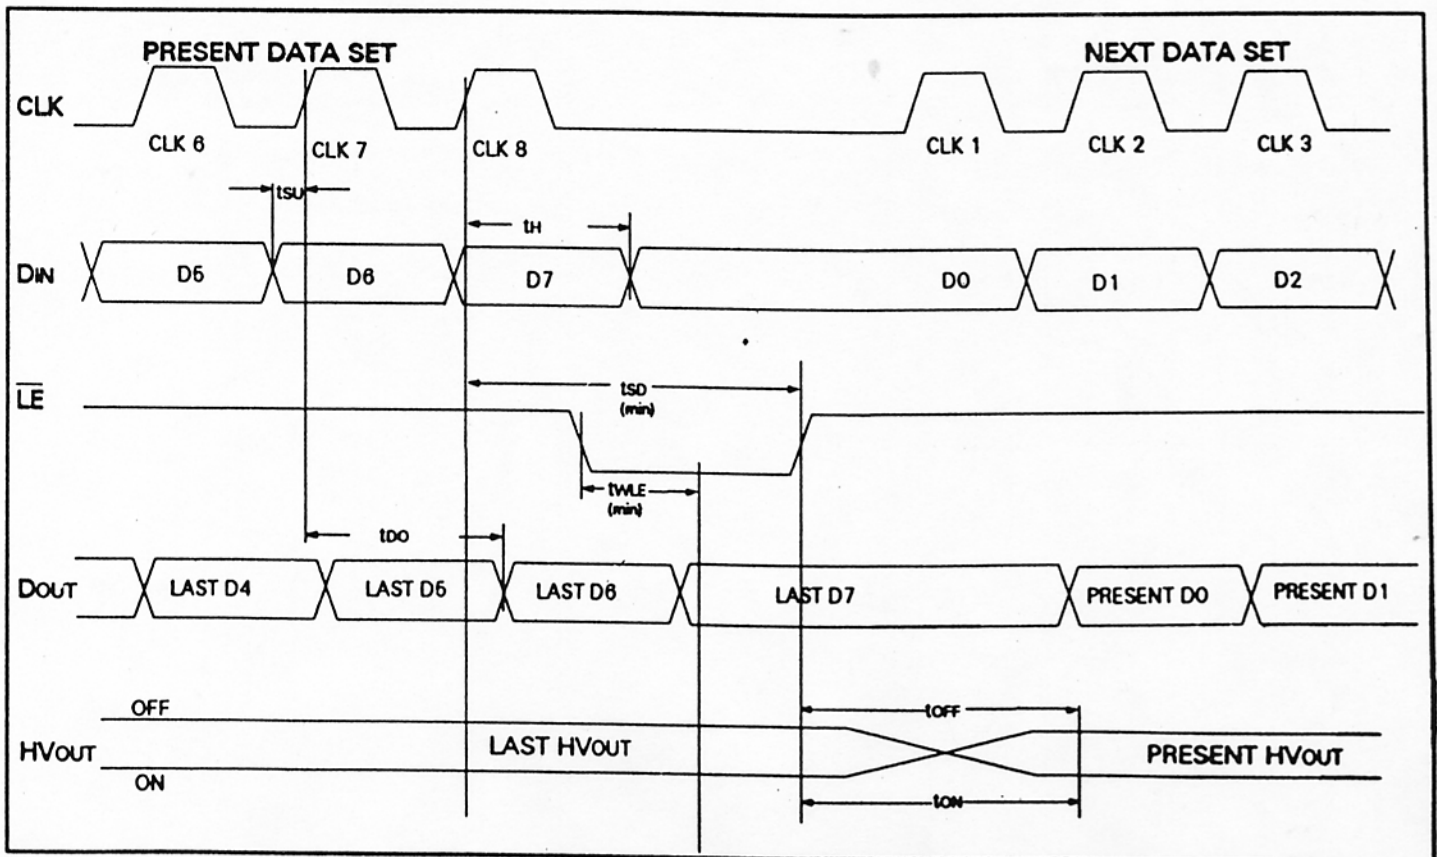 PRESENT DATA SET
NEXT DATA SET
CLK
CLK 6
CLK 7
CLK 8
CLK 1
CLK 2
CLK 3
tSU
tH
DIN
D5
D6
D7
D0
D1
D2
LE
tSD
(min)
tWLE
(min)
tDO
DOUT
LAST D4
LAST D5
LAST D6
LAST D7
PRESENT D0
PRESENT D1
OFF
tOFF
HVOUT
LAST HVOUT
PRESENT HVOUT
ON
tON